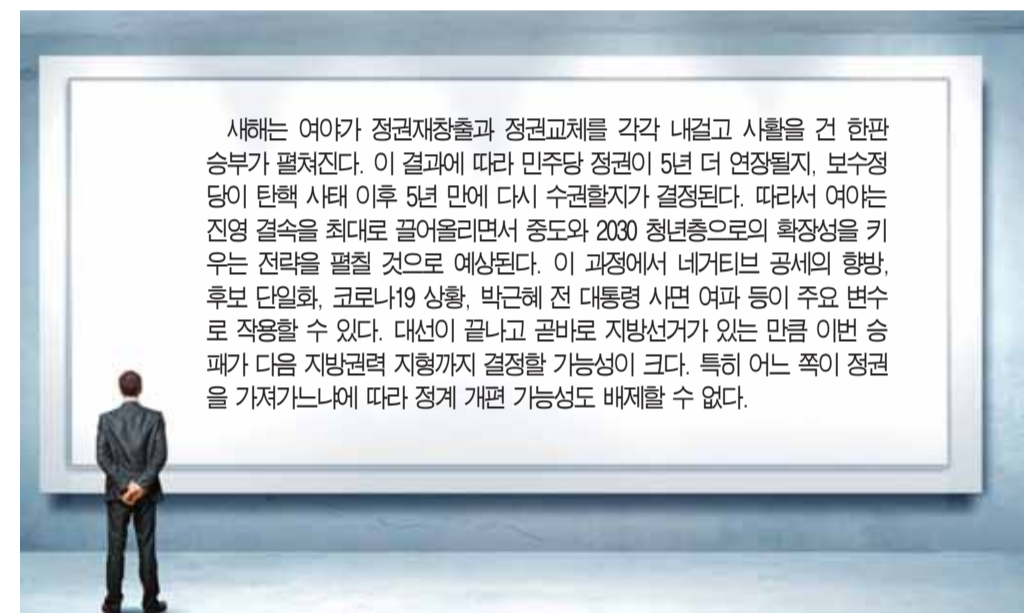 새해는 여야가 정권재창출과 정권교체를 각각 내걸고 사활을 건 한판
승부가 펼쳐진다. 이 결과에 따라 민주당 정권이 5년 더 연장될지, 보수정
당이 탄핵 사태 이후 5년 만에 다시 수권할지가 결정된다. 따라서 여야는
진영 결속을 최대로 끌어올리면서 중도와 2030 청년층으로의 확장성을 키
우는 전략을 펼칠 것으로 예상된다. 이 과정에서 네거티브 공세의 향방,
후보 단일화, 코로나19 상황, 박근혜 전 대통령 사면 여파 등이 주요 변수
로 작용할 수 있다. 대선이 끝나고 곧바로 지방선거가 있는 만큼 이번 승
패가 다음 지방권력 지형까지 결정할 가능성이 크다. 특히 어느 쪽이 정권
을 가져가느냐에 따라 정계 개편 가능성도 배제할 수 없다.